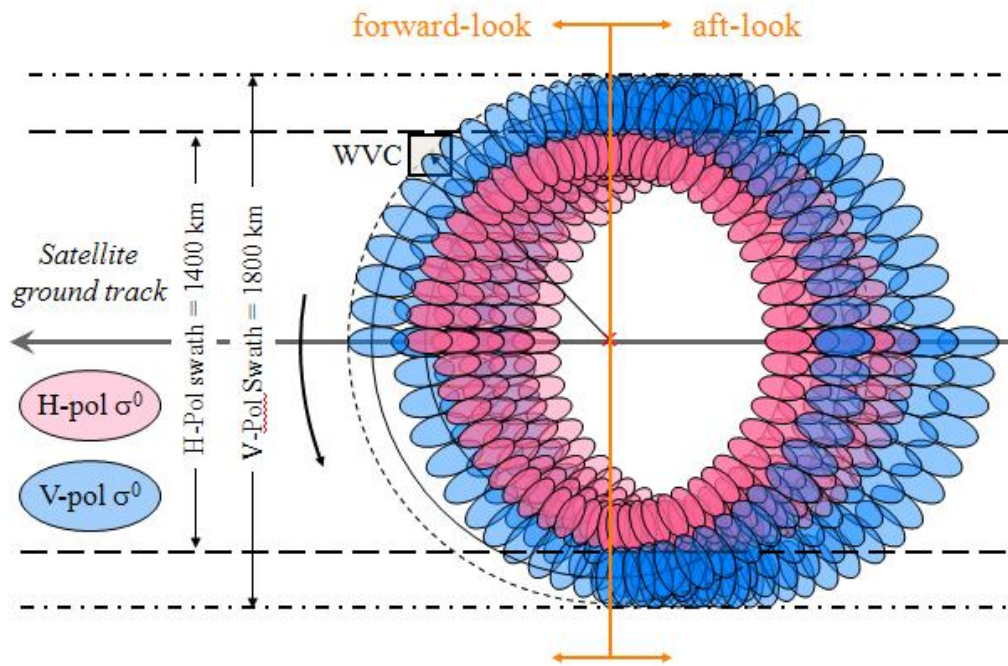 forward-look
aft-look
WVC
Satellite
ground track
H-Pol swath = 1400 km
V-Pol Swath = 1800 km
H-pol σ⁰
V-pol σ⁰